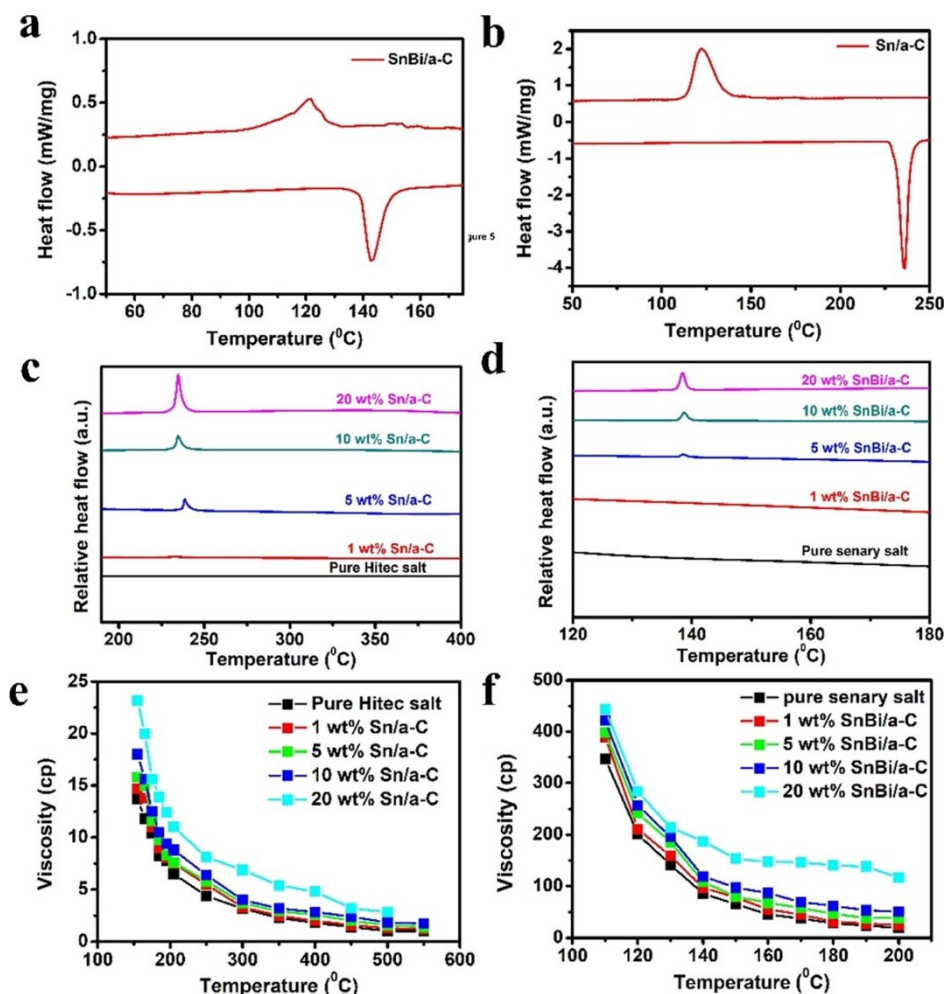 a
SnBi/a-C
Heat flow (mW/mg)
1.0
0.5
0.0
-0.5
-1.0
60 80 100 120 140 160
Temperature (⁰C)
gure 5
b
Sn/a-C
Heat flow (mW/mg)
2
1
0
-1
-2
-3
-4
50 100 150 200 250
Temperature (⁰C)
c
Relative heat flow (a.u.)
20 wt% Sn/a-C
10 wt% Sn/a-C
5 wt% Sn/a-C
1 wt% Sn/a-C
Pure Hitec salt
200 250 300 350 400
Temperature (⁰C)
d
Relative heat flow (a.u.)
20 wt% SnBi/a-C
10 wt% SnBi/a-C
5 wt% SnBi/a-C
1 wt% SnBi/a-C
Pure senary salt
120 140 160 180
Temperature (⁰C)
e
Viscosity (cp)
25
20
15
10
5
0
Pure Hitec salt
1 wt% Sn/a-C
5 wt% Sn/a-C
10 wt% Sn/a-C
20 wt% Sn/a-C
100 200 300 400 500 600
Temperature (⁰C)
f
Viscosity (cp)
500
400
300
200
100
0
pure senary salt
1 wt% SnBi/a-C
5 wt% SnBi/a-C
10 wt% SnBi/a-C
20 wt% SnBi/a-C
100 120 140 160 180 200
Temperature (⁰C)